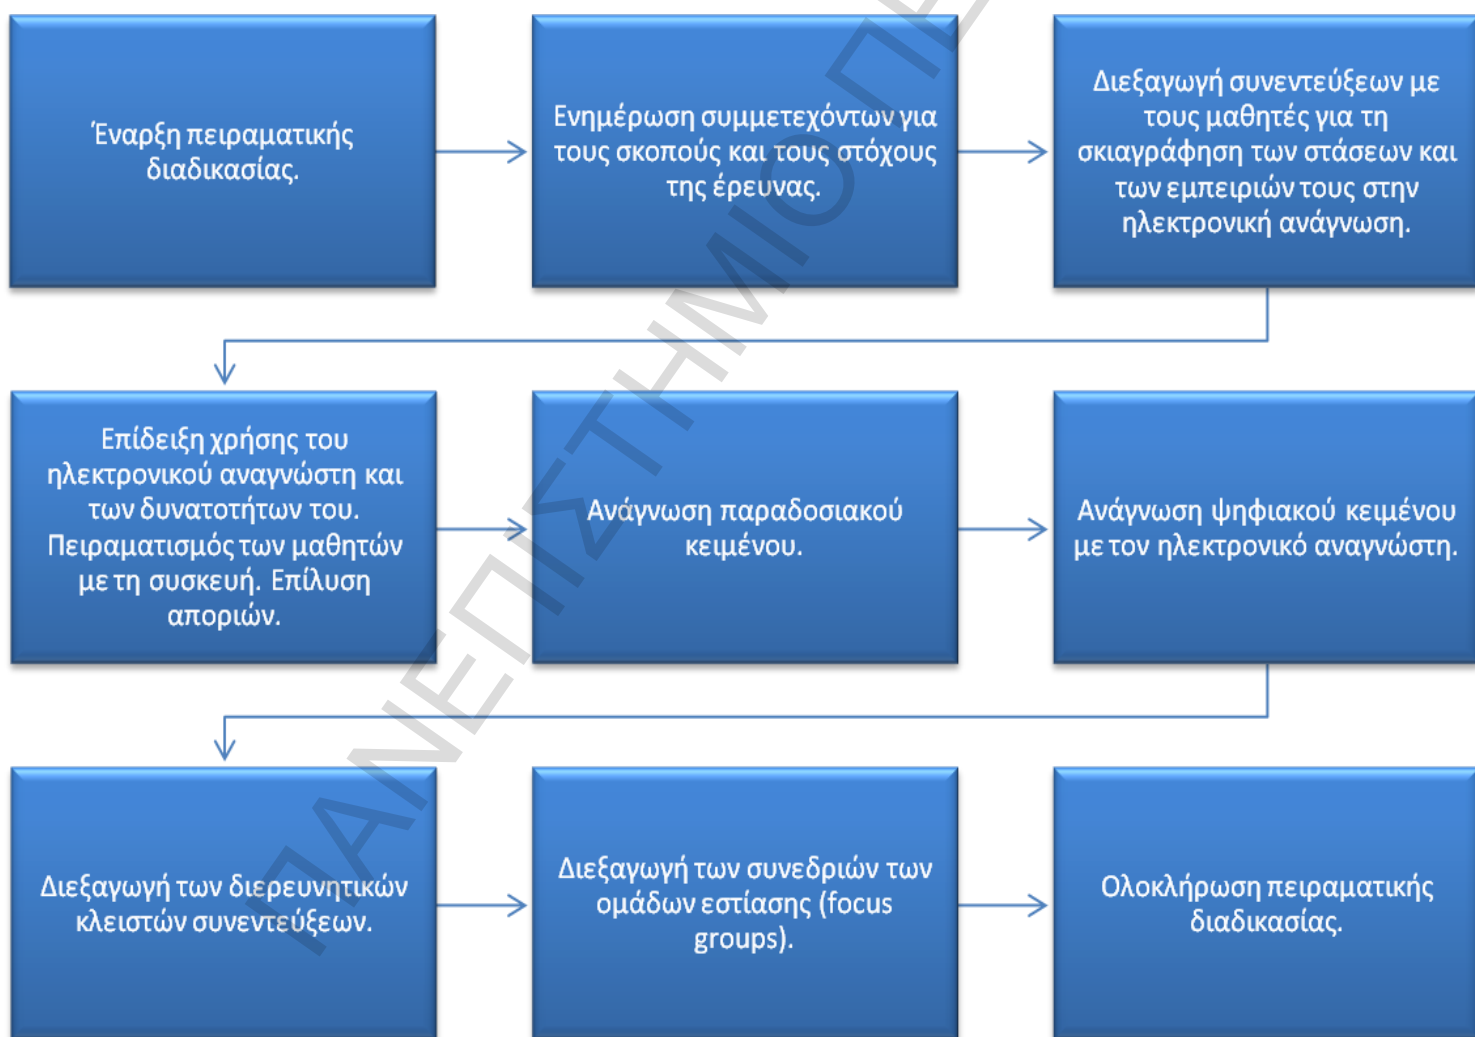 Έναρξη πειραματικής
διαδικασίας.
Ενημέρωση συμμετεχόντων για
τους σκοπούς και τους στόχους
της έρευνας.
Διεξαγωγή συνεντεύξεων με
τους μαθητές για τη
σκιαγράφηση των στάσεων και
των εμπειριών τους στην
ηλεκτρονική ανάγνωση.
Επίδειξη χρήσης του
ηλεκτρονικού αναγνώστη και
των δυνατοτήτων του.
Πειραματισμός των μαθητών
με τη συσκευή. Επίλυση
αποριών.
Ανάγνωση παραδοσιακού
κειμένου.
Ανάγνωση ψηφιακού κειμένου
με τον ηλεκτρονικό αναγνώστη.
Διεξαγωγή των διερευνητικών
κλειστών συνεντεύξεων.
Διεξαγωγή των συνεδριών των
ομάδων εστίασης (focus
groups).
Ολοκλήρωση πειραματικής
διαδικασίας.
ΠΑΝΕΠΙΣΤΗΜΙΟ